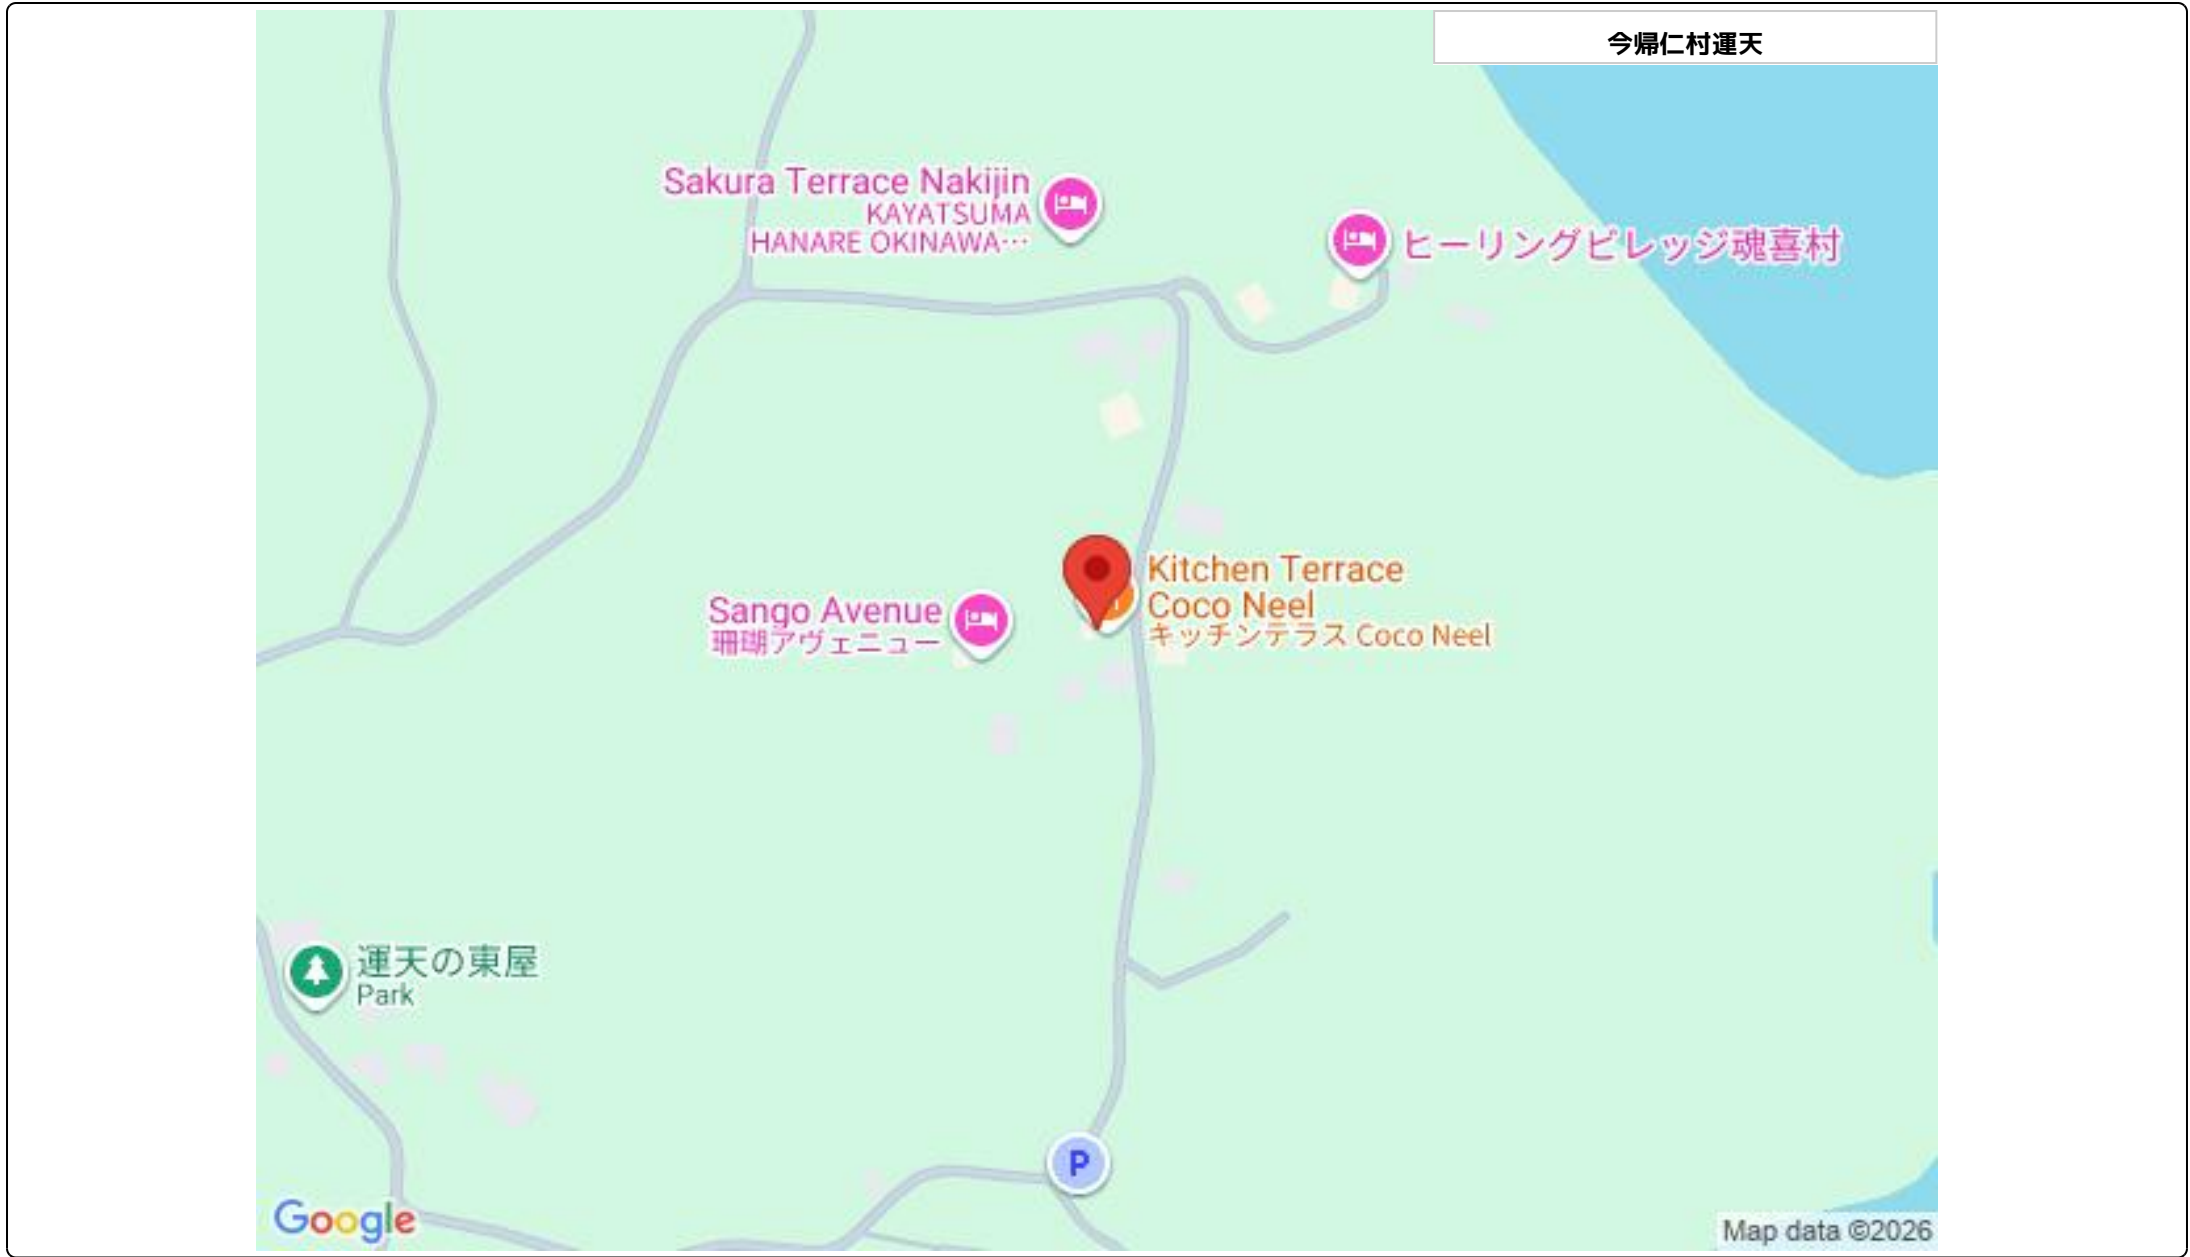 今帰仁村運天
Sakura Terrace Nakijin
KAYATSUMA
HANARE OKINAWA…
ヒーリングビレッジ魂喜村
Kitchen Terrace
Coco Neel
キッチンテラス Coco Neel
Sango Avenue
珊瑚アヴェニュー
運天の東屋
Park
P
Google
Map data ©2026